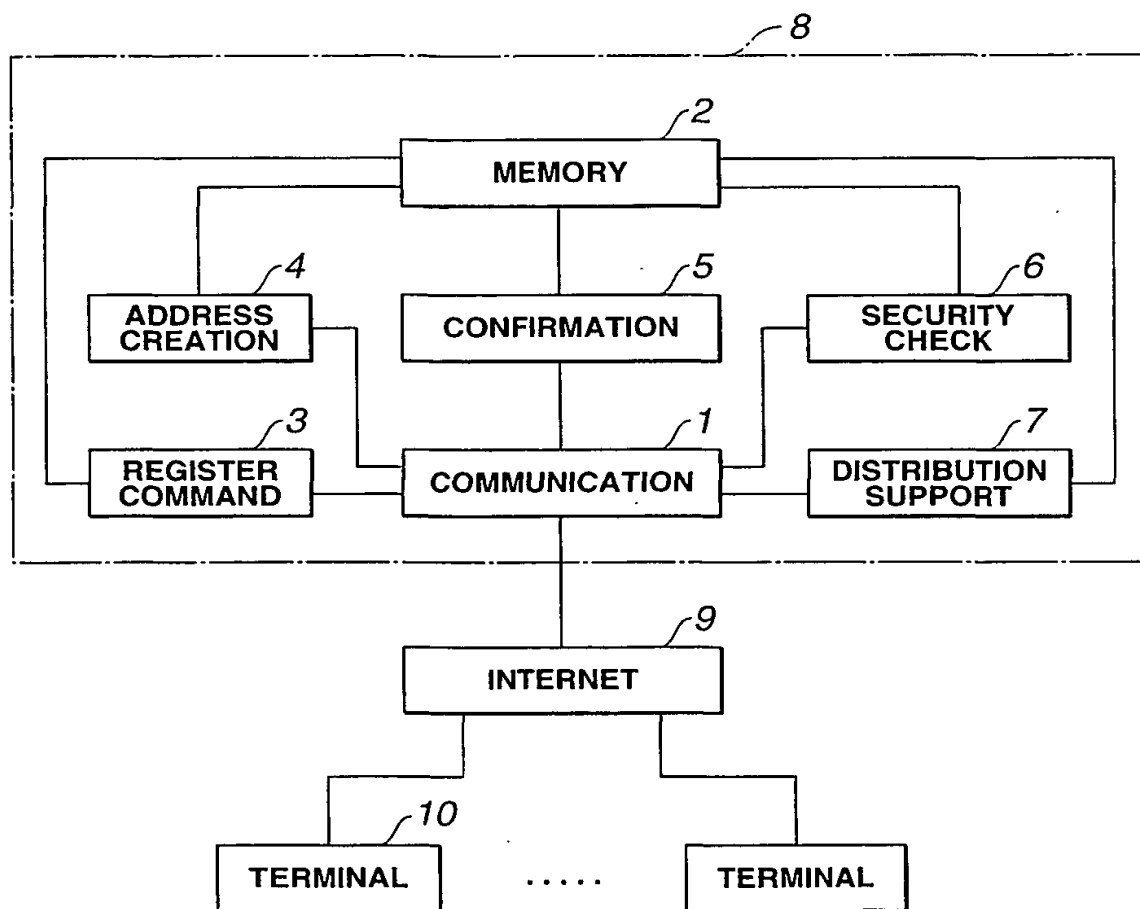 8
2
MEMORY
4
5
6
ADDRESS
CREATION
CONFIRMATION
SECURITY
CHECK
3
1
7
REGISTER
COMMAND
COMMUNICATION
DISTRIBUTION
SUPPORT
9
INTERNET
10
TERMINAL
.....
TERMINAL